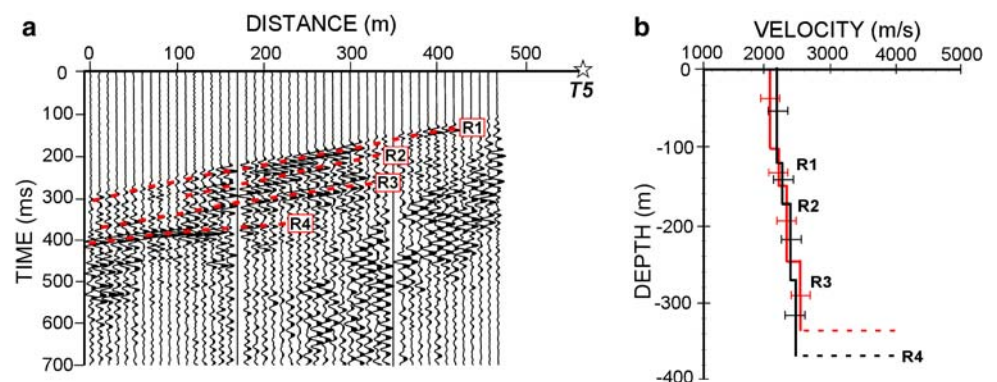 a
DISTANCE (m)
0 100 200 300 400 500
T5
TIME (ms)
0
100
200
300
400
500
600
700
R1
R2
R3
R4
b
VELOCITY (m/s)
1000 2000 3000 4000 5000
DEPTH (m)
0
-100
-200
-300
-400
R1
R2
R3
R4